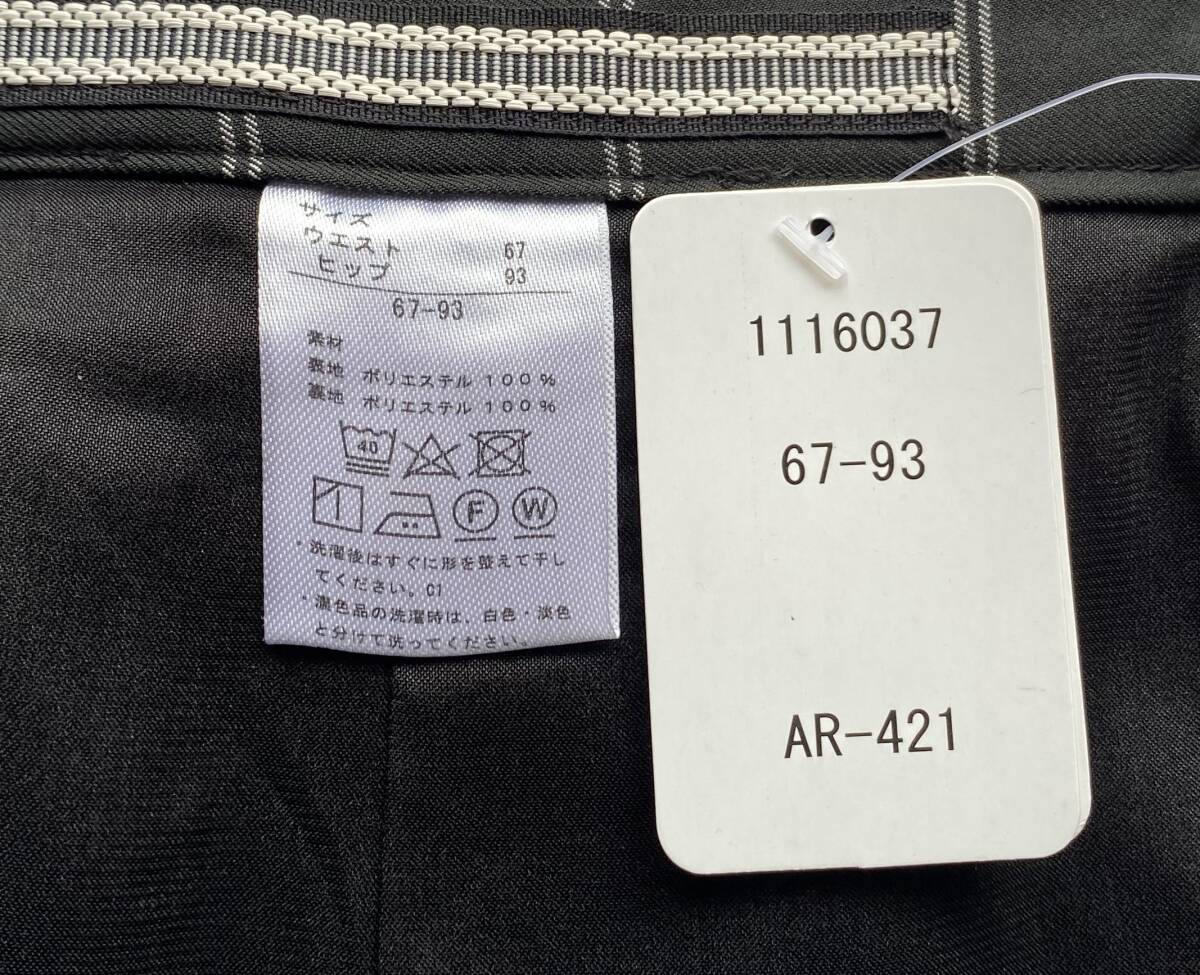 サイズ
ウエスト 67
ヒップ 93
67-93
素材
表地 ポリエステル 100%
裏地 ポリエステル 100%
40
F W
・洗濯後はすぐに形を整えて干し
てください。C1
・濃色品の洗濯時は、白色・淡色
と分けて洗ってください。
1116037
67-93
AR-421